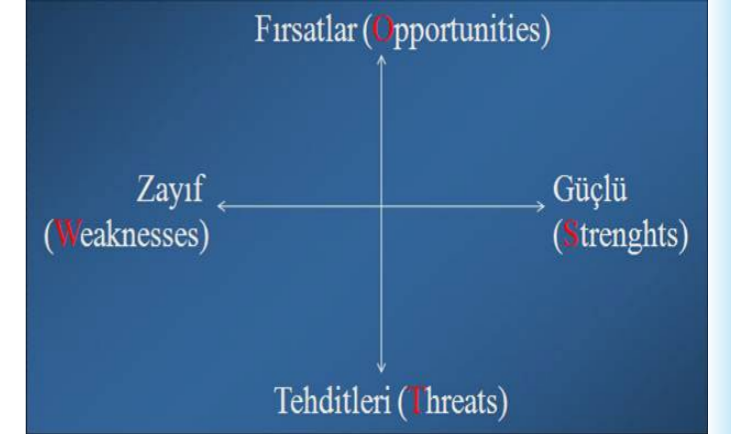 Fırsatlar (Opportunities)
Zayıf
(Weaknesses)
Güçlü
(Strenghts)
Tehditleri (Threats)